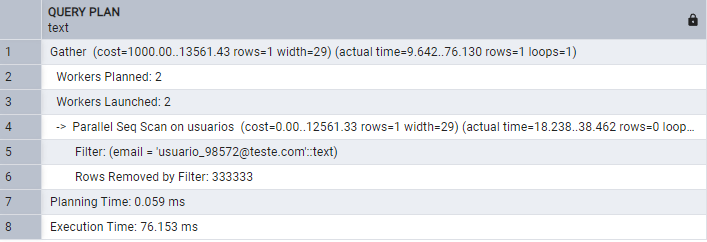 QUERY PLAN
text
1 Gather (cost=1000.00..13561.43 rows=1 width=29) (actual time=9.642..76.130 rows=1 loops=1)
2 Workers Planned: 2
3 Workers Launched: 2
4 -> Parallel Seq Scan on usuarios (cost=0.00..12561.33 rows=1 width=29) (actual time=18.238..38.462 rows=0 loop...
5 Filter: (email = 'usuario_98572@teste.com'::text)
6 Rows Removed by Filter: 333333
7 Planning Time: 0.059 ms
8 Execution Time: 76.153 ms